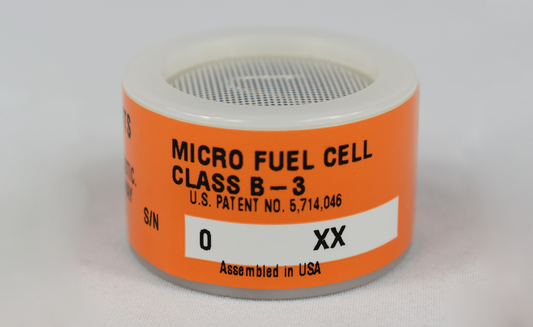 MICRO FUEL CELL
CLASS B-3
U.S. PATENT NO. 5,714,046
S/N
0 XX
Assembled in USA